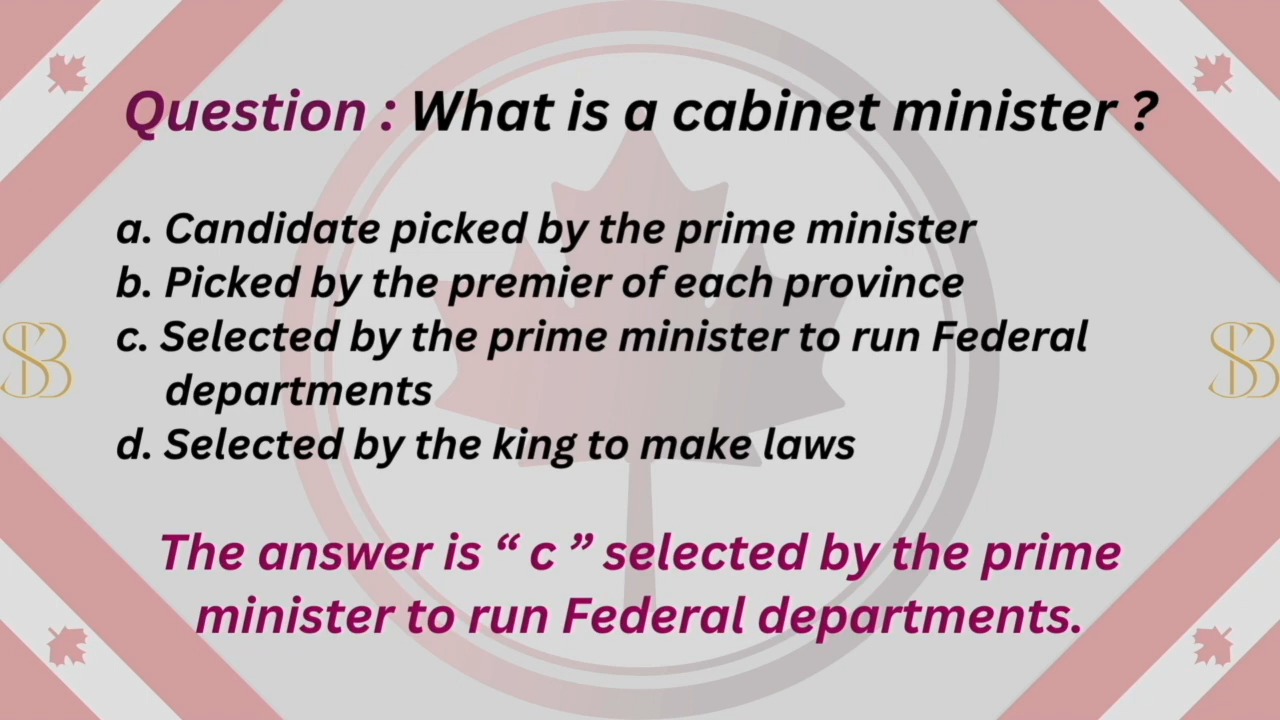 Question : What is a cabinet minister ?
a. Candidate picked by the prime minister
b. Picked by the premier of each province
c. Selected by the prime minister to run Federal
departments
d. Selected by the king to make laws
SB
SB
The answer is “ c ” selected by the prime
minister to run Federal departments.